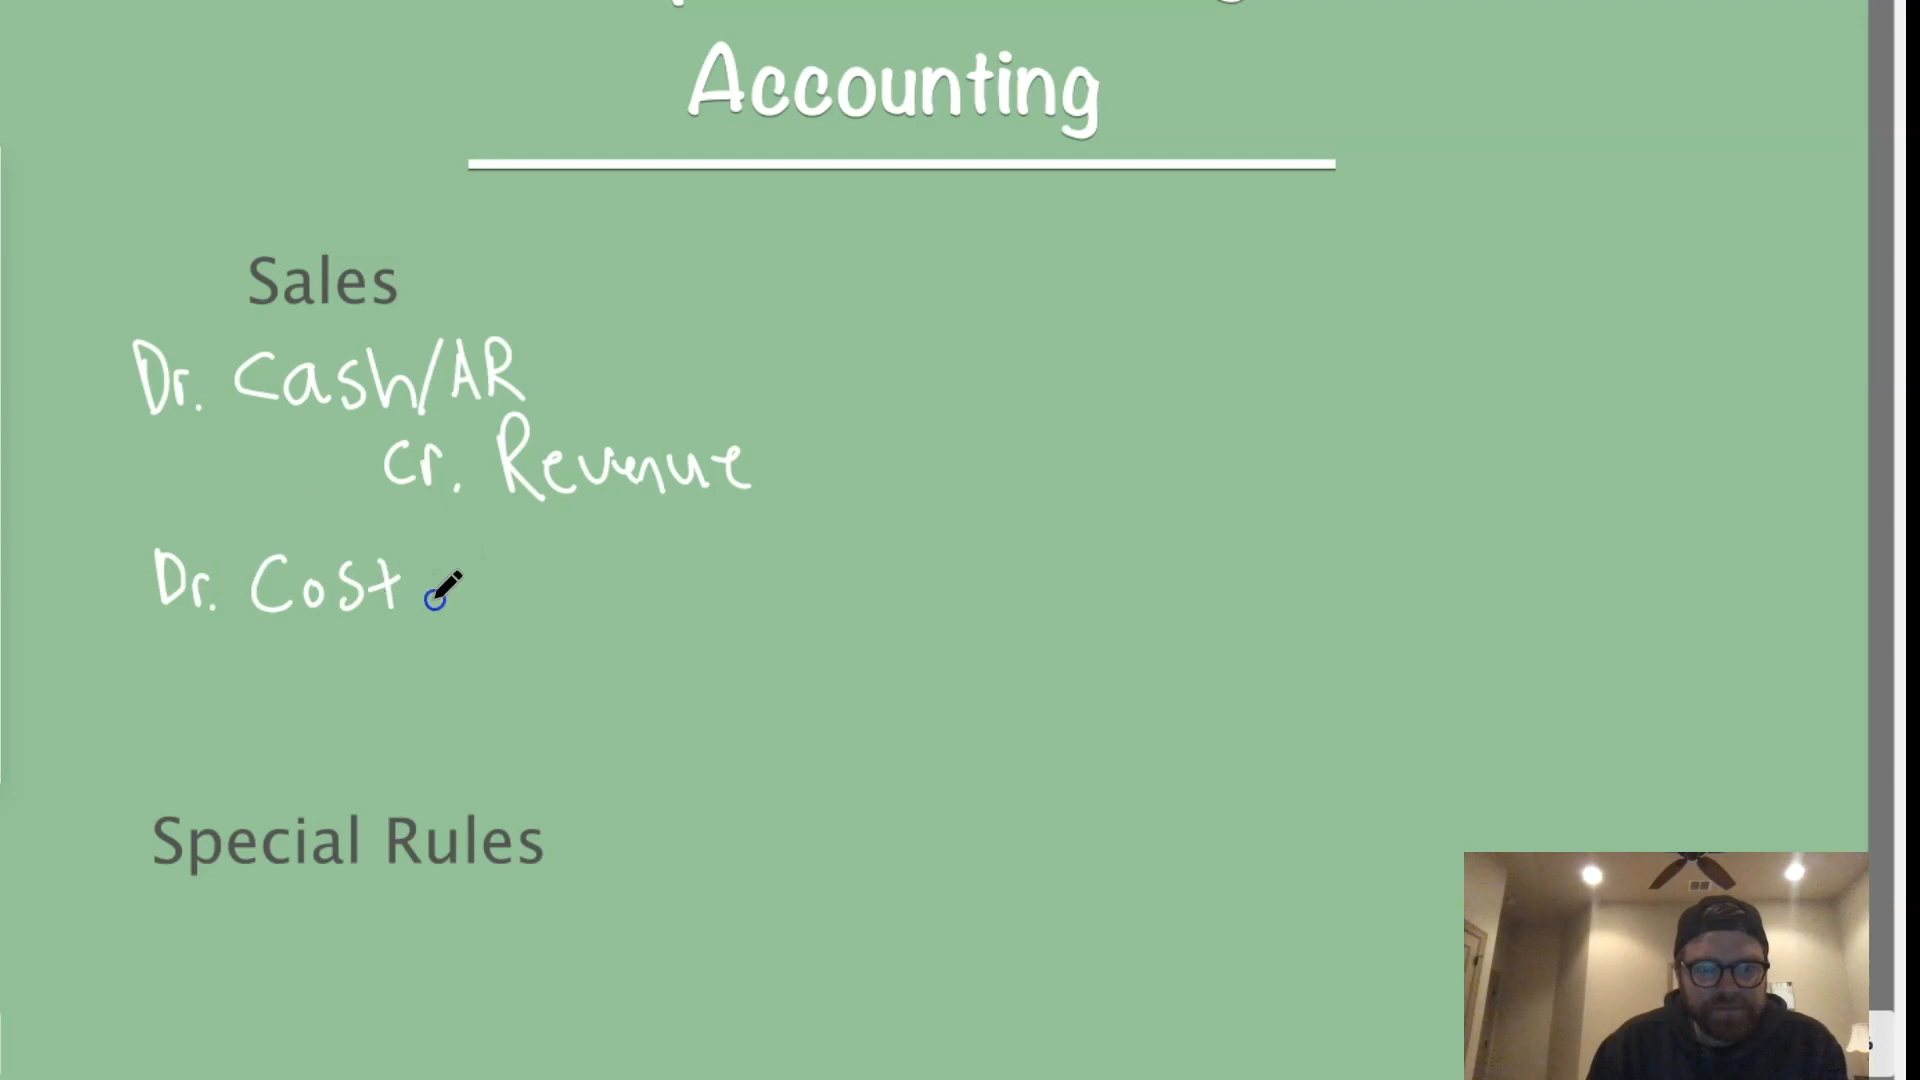 Accounting
Sales
Dr. Cash/AR
cr. Revenue
Dr. Cost
Special Rules